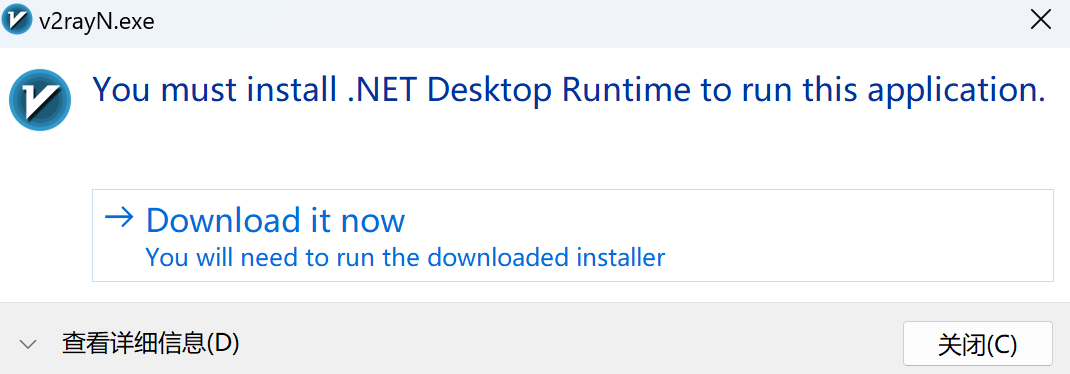 v2rayN.exe
You must install .NET Desktop Runtime to run this application.
Download it now
You will need to run the downloaded installer
查看详细信息(D)
关闭(C)